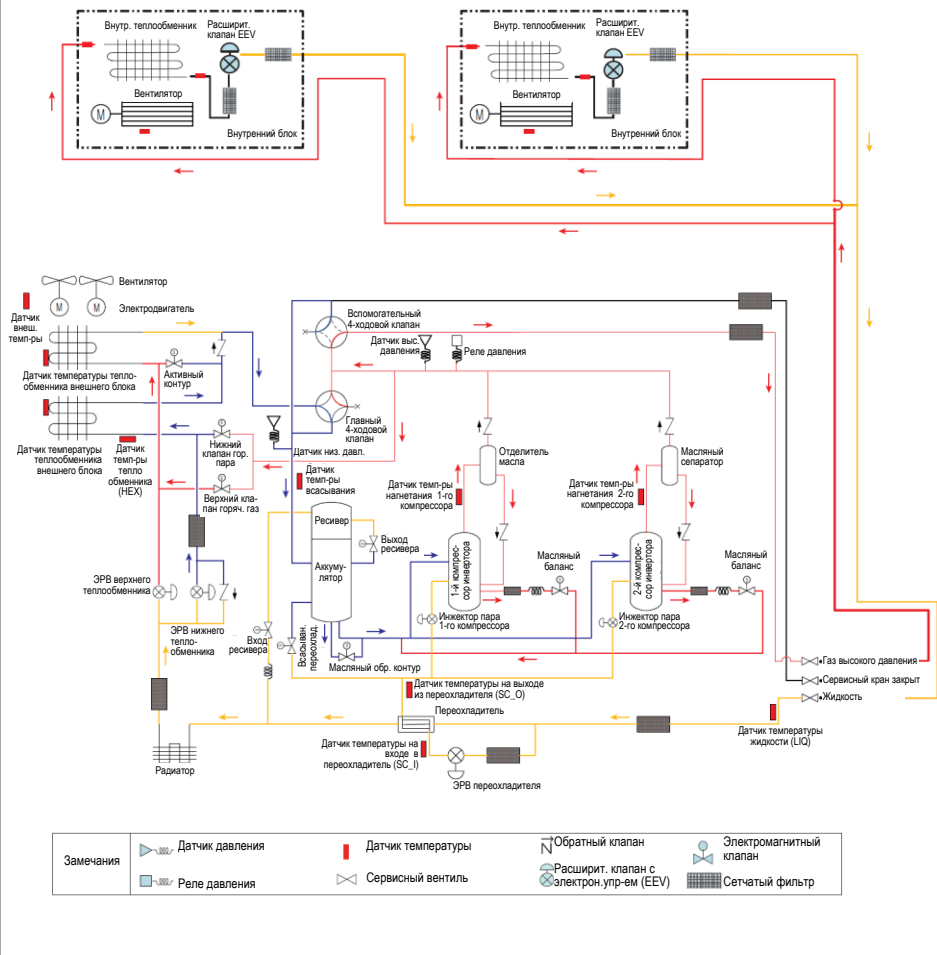 Внутр. теплообменник
Расширит.
клапан EEV
Вентилятор
M
Внутренний блок
Внутр. теплообменник
Расширит.
клапан EEV
Вентилятор
M
Внутренний блок
Вентилятор
M
M
Электродвигатель
Датчик
внеш.
темп-ры
Датчик температуры тепло-
обменника внешнего блока
Активный
контур
Датчик температуры
теплообменника
внешнего блока
Датчик
темп-ры
тепло
обменника
(HEX)
Нижний
клапан гор.
пара
Верхний кла-
пан горяч. газ
Вспомогательный
4-ходовой клапан
Датчик выс.
давления
Реле давления
Главный
4-ходовой
клапан
Датчик низ. давл.
Датчик
темп-ры
всасывания
Отделитель
масла
Масляный
сепаратор
Датчик темп-ры
нагнетания 1-го
компрессора
Датчик темп-ры
нагнетания 2-го
компрессора
Ресивер
Выход
ресивера
Аккуму-
лятор
1-й компрес-
сор инвертора
Масляный
баланс
2-й компрес-
сор инвертора
Масляный
баланс
ЭРВ верхнего
теплообменника
ЭРВ нижнего
тепло-
обменника
Вход
ресивера
Всасыван.
переохлад.
Масляный обр. контур
Инжектор пара
1-го компрессора
Инжектор пара
2-го компрессора
Газ высокого давления
Сервисный кран закрыт
Жидкость
Датчик температуры на выходе
из переохладителя (SC_O)
Переохладитель
Датчик температуры
жидкости (LIQ)
Датчик температуры на
входе в
переохладитель (SC_I)
Радиатор
ЭРВ переохладителя
Замечания
Датчик давления
Датчик температуры
Обратный клапан
Электромагнитный
клапан
Реле давления
Сервисный вентиль
Расширит. клапан с
электрон.упр-ем (EEV)
Сетчатый фильтр